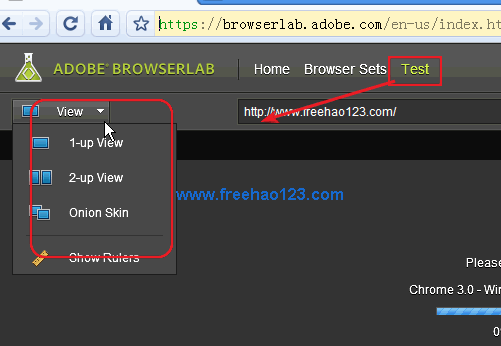 https://browserlab.adobe.com/en-us/index.ht
ADOBE® BROWSERLAB
Home Browser Sets Test
View http://www.freehao123.com/
1-up View
2-up View
www.freehao123.com
Onion Skin
Show Rulers
Please
Chrome 3.0 - Win